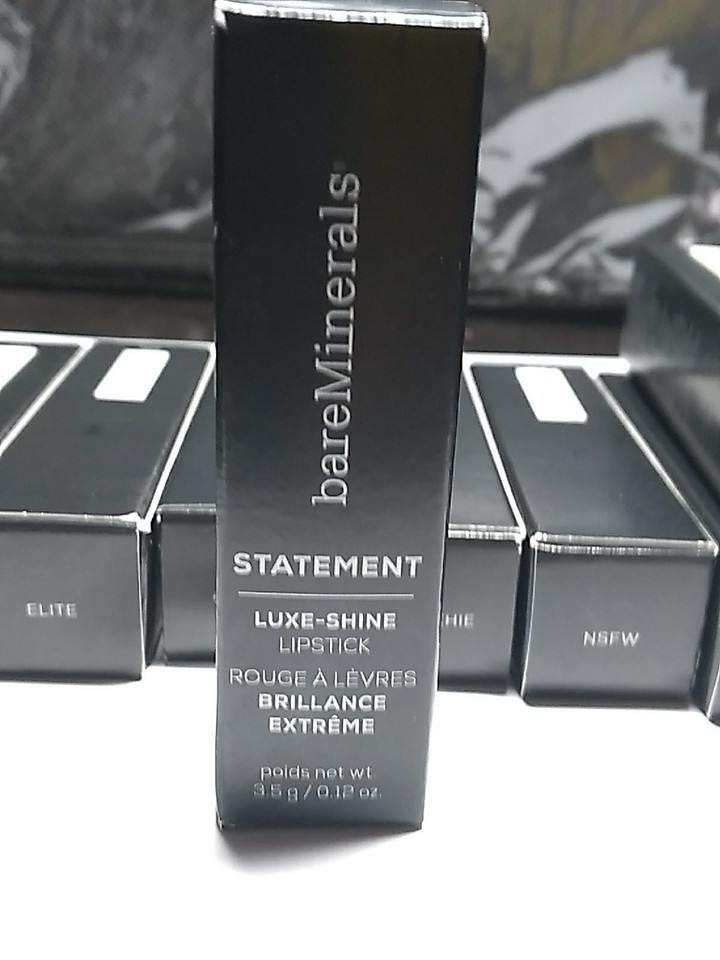 bareMinerals
STATEMENT
LUXE-SHINE
LIPSTICK
ROUGE À LÈVRES
BRILLANCE
EXTRÊME
poids net wt.
3.5 g / 0.12 oz.
ELITE
HIE
NSFW